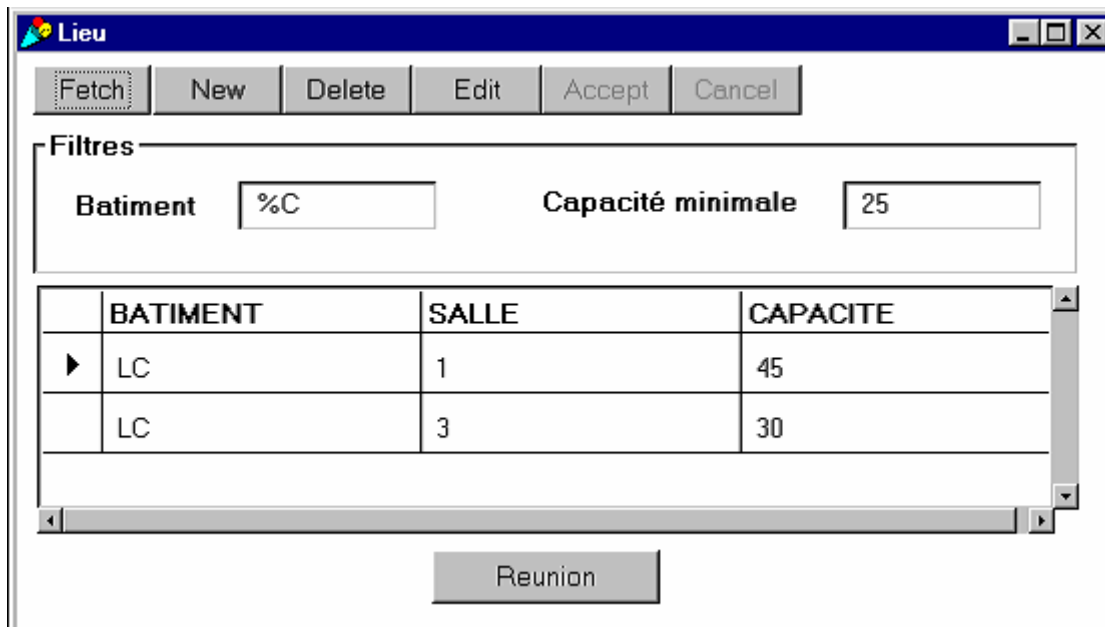 Lieu
Fetch New Delete Edit Accept Cancel
Filtres
Batiment %C Capacité minimale 25
BATIMENT SALLE CAPACITE
LC 1 45
LC 3 30
Reunion